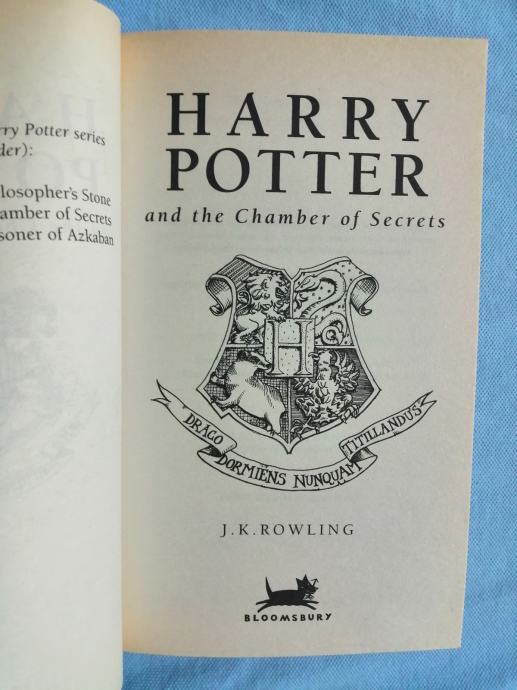 rry Potter series
der):
ilosopher's Stone
amber of Secrets
soner of Azkaban
HARRY
POTTER
and the Chamber of Secrets
H
DRACO
DORMIENS NUNQUAM
TITILLANDUS
J.K.ROWLING
BLOOMSBURY